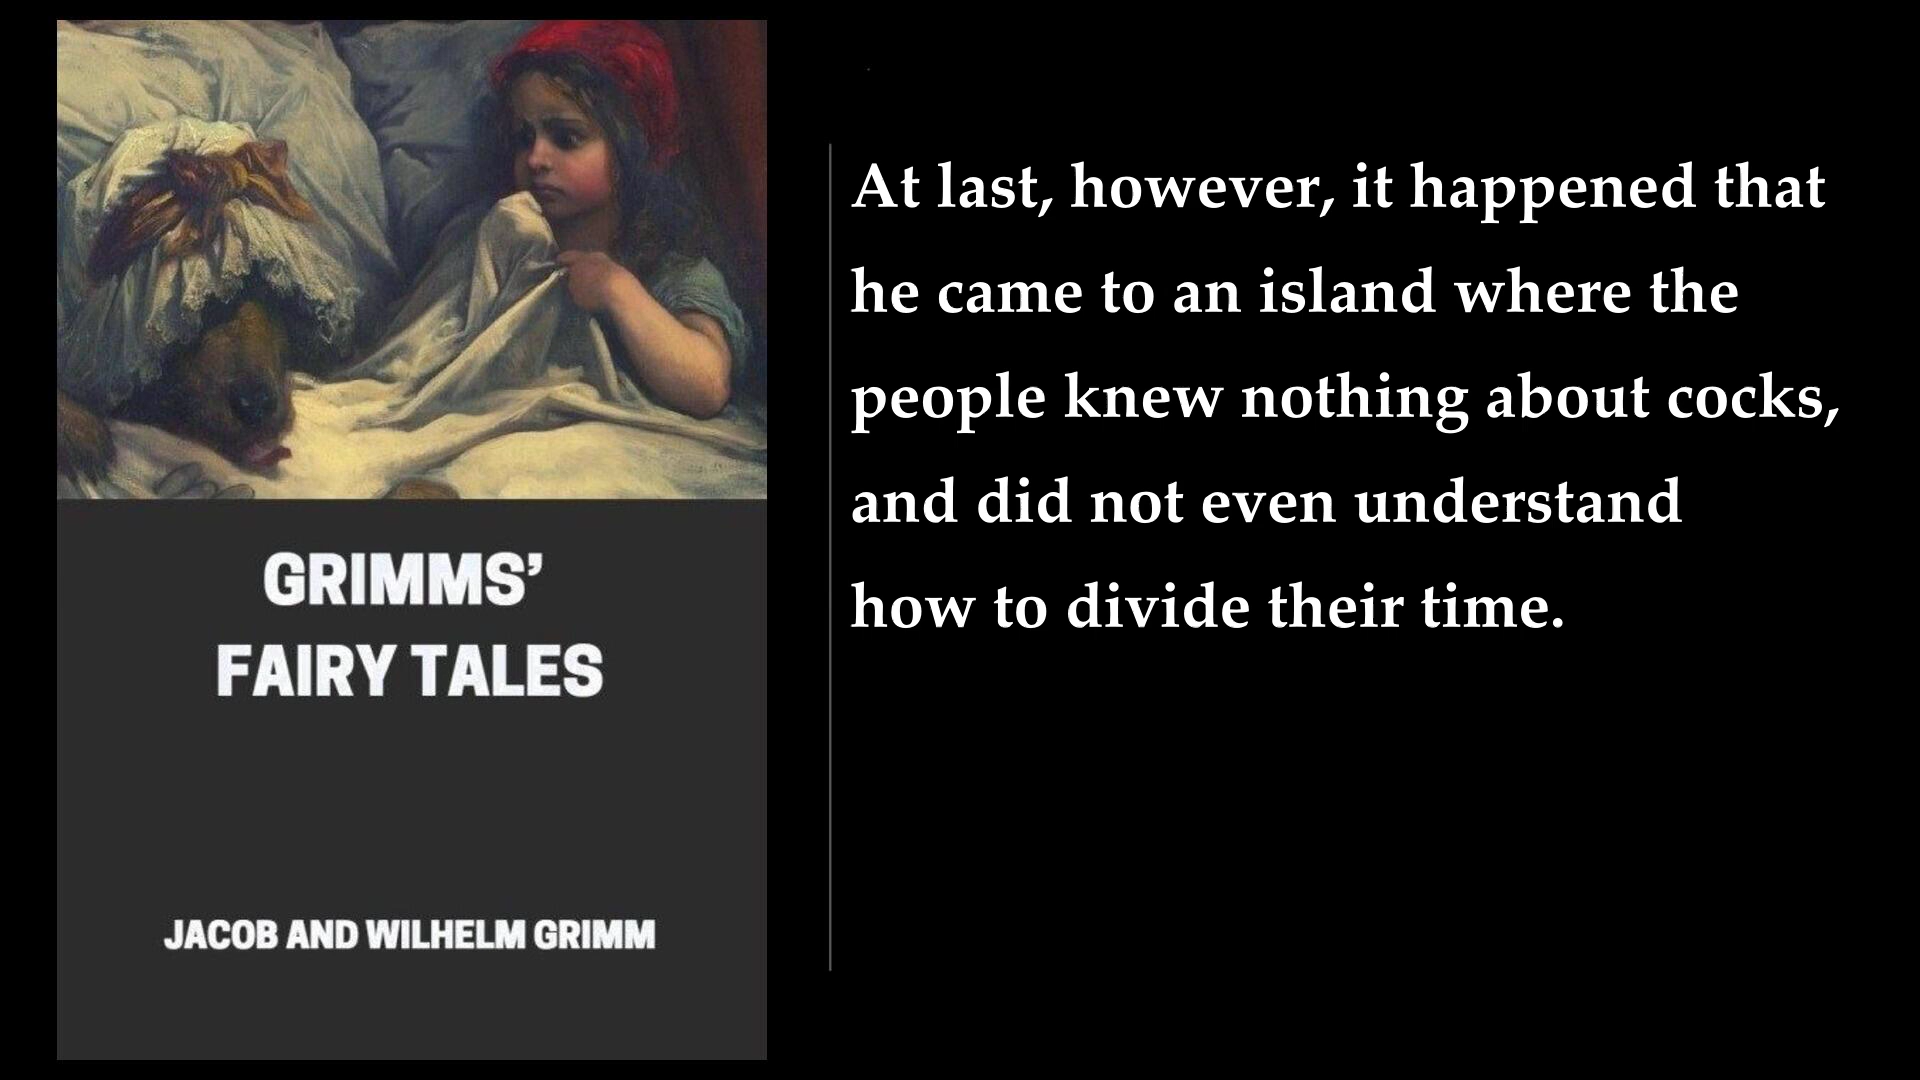 GRIMMS’
FAIRY TALES
JACOB AND WILHELM GRIMM
At last, however, it happened that
he came to an island where the
people knew nothing about cocks,
and did not even understand
how to divide their time.